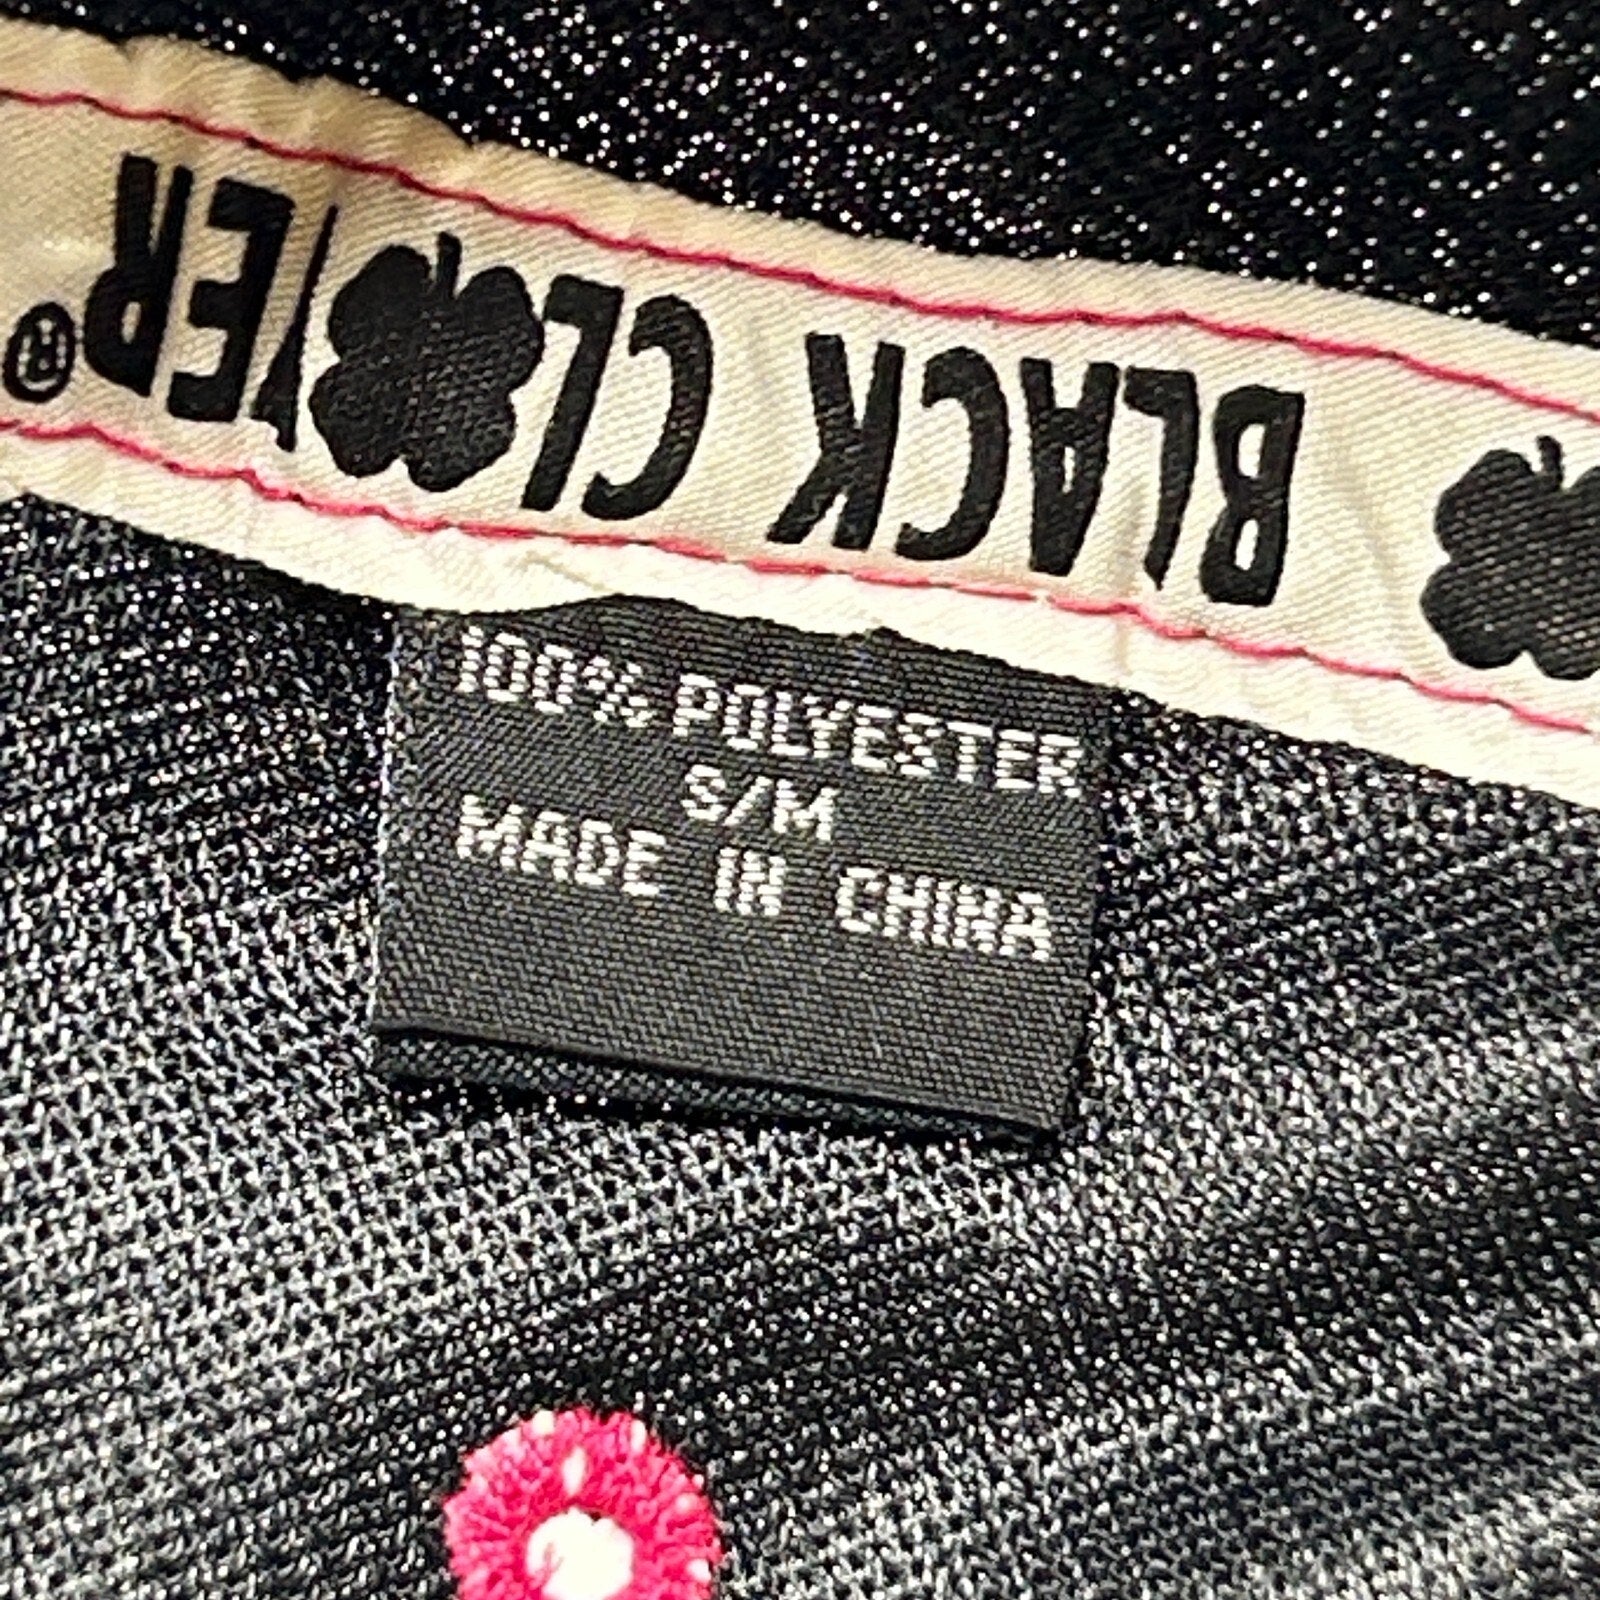 BLACK CLOVER®
100% POLYESTER
S/M
MADE IN CHINA